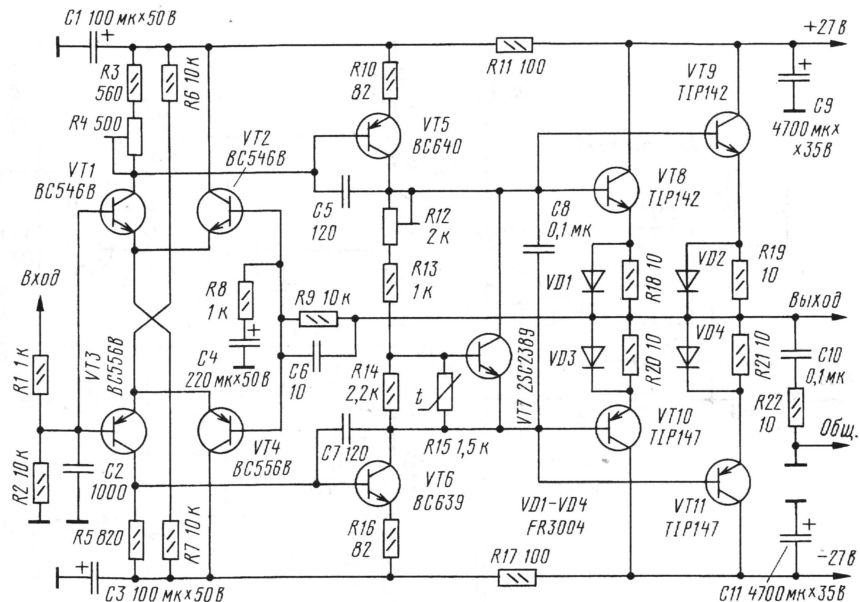 C1 100 мк×50 В
+27 В
R3
560
R6 10 к
R10
82
R11 100
VT9
TIP142
C9
4700 мк×
×35 В
R4 500
VT2
BC546B
VT5
BC640
VT1
BC546B
VT8
TIP142
C5
120
R12
2 к
C8
0,1 мк
R13
1 к
VD1
R18 10
VD2
R19
10
Вход
R8
1 к
R9 10 к
Выход
R1 1 к
VT3
BC556B
C4
220 мк×50 В
C6
10
R14
2,2 к
t
VT7 2SC2389
VD3
R20 10
VD4
R21 10
C10
0,1 мк
R22
10
Общ.
R2 10 к
C2
1000
VT4
BC556B
C7 120
R15 1,5 к
VT10
TIP147
VT6
BC639
VD1–VD4
FR3004
VT11
TIP147
R5 820
R7 10 к
R16
82
R17 100
–27 В
C3 100 мк×50 В
C11 4700 мк×35 В